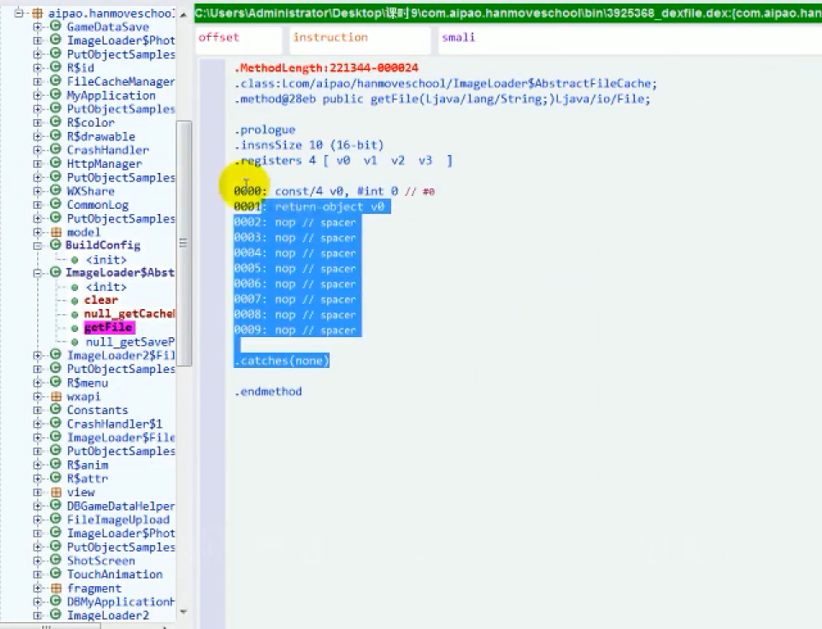 aipao.hanmoveschool
GameDataSave
ImageLoader$Phot
PutObjectSamples
R$id
FileCacheManager
MyApplication
PutObjectSamples
R$color
R$drawable
CrashHandler
HttpManager
PutObjectSamples
WXShare
CommonLog
PutObjectSamples
model
BuildConfig
<init>
ImageLoader$Abst
<init>
clear
null_getCacheD
getFile
null_getSaveP
ImageLoader2$Fil
PutObjectSamples
R$menu
wxapi
Constants
CrashHandler$1
ImageLoader$File
PutObjectSamples
R$anim
R$attr
view
DBGameDataHelper
FileImageUpload
ImageLoader$Phot
PutObjectSamples
ShotScreen
TouchAnimation
fragment
DBMyApplicationH
ImageLoader2
C:\Users\Administrator\Desktop\课时9\com.aipao.hanmoveschool\bin\3925368_dexfile.dex:{com.aipao.hanm
offset instruction smali
.MethodLength:221344-000024
.class:Lcom/aipao/hanmoveschool/ImageLoader$AbstractFileCache;
.method@28eb public getFile(Ljava/lang/String;)Ljava/io/File;
.prologue
.insnsSize 10 (16-bit)
.registers 4 [ v0 v1 v2 v3 ]
0000: const/4 v0, #int 0 // #0
0001: return-object v0
0002: nop // spacer
0003: nop // spacer
0004: nop // spacer
0005: nop // spacer
0006: nop // spacer
0007: nop // spacer
0008: nop // spacer
0009: nop // spacer
.catches(none)
.endmethod